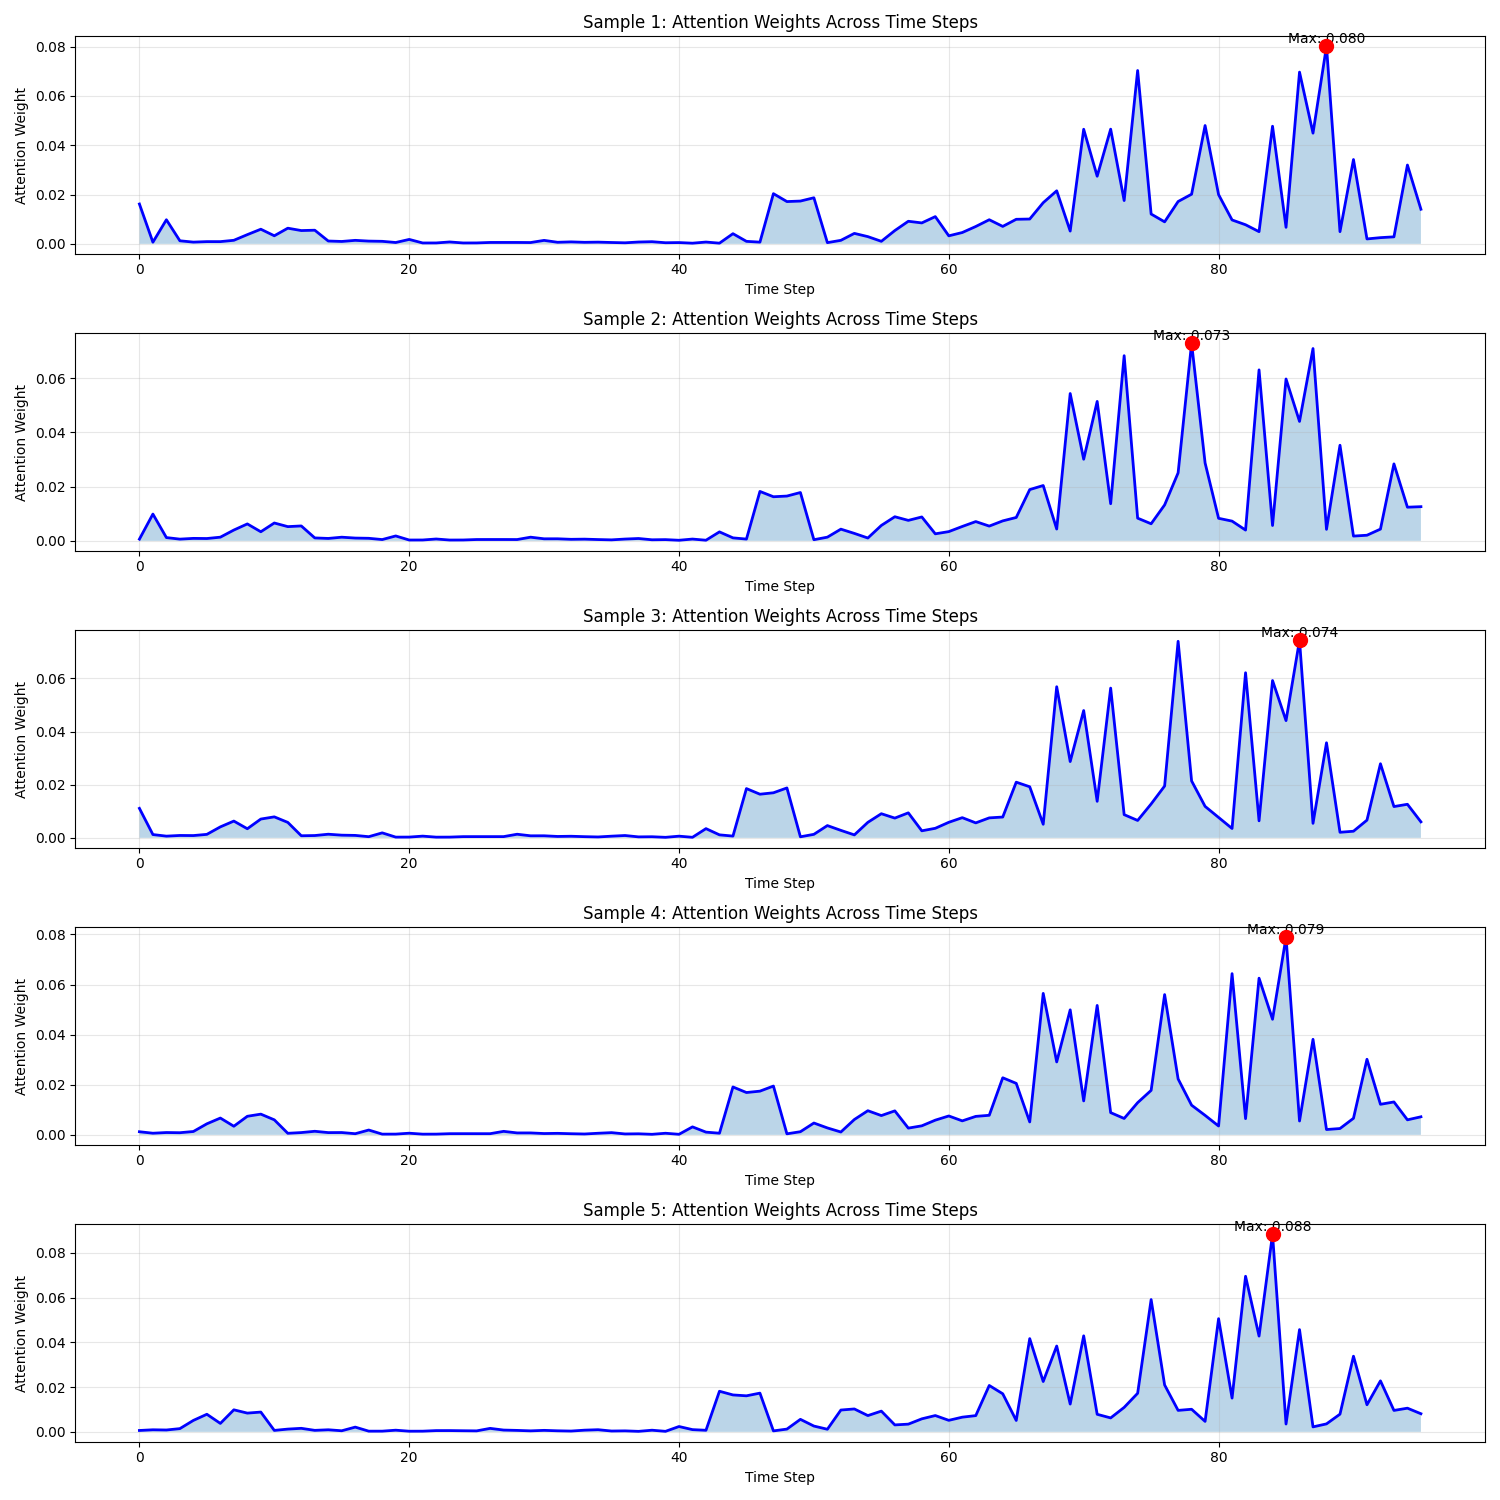 Sample 1: Attention Weights Across Time Steps
Max: 0.080
Attention Weight
0.08
0.06
0.04
0.02
0.00
0 20 40 60 80
Time Step
Sample 2: Attention Weights Across Time Steps
Max: 0.073
Attention Weight
0.06
0.04
0.02
0.00
0 20 40 60 80
Time Step
Sample 3: Attention Weights Across Time Steps
Max: 0.074
Attention Weight
0.06
0.04
0.02
0.00
0 20 40 60 80
Time Step
Sample 4: Attention Weights Across Time Steps
Max: 0.079
Attention Weight
0.08
0.06
0.04
0.02
0.00
0 20 40 60 80
Time Step
Sample 5: Attention Weights Across Time Steps
Max: 0.088
Attention Weight
0.08
0.06
0.04
0.02
0.00
0 20 40 60 80
Time Step